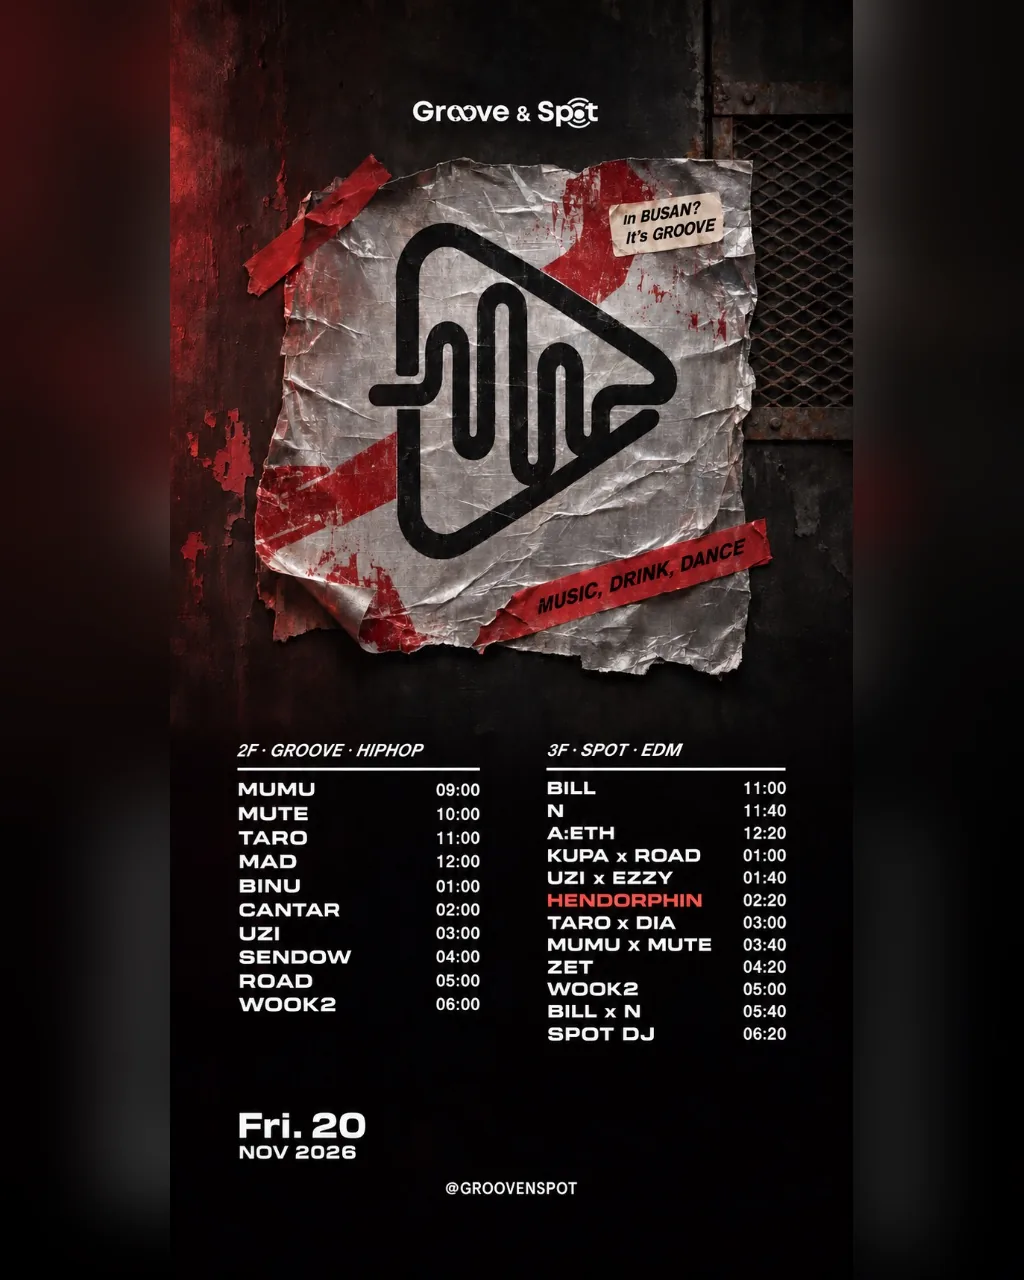 Groove & Spot
in BUSAN?
It's GROOVE
MUSIC, DRINK, DANCE
2F · GROOVE · HIPHOP
MUMU 09:00
MUTE 10:00
TARO 11:00
MAD 12:00
BINU 01:00
CANTAR 02:00
UZI 03:00
SENDOW 04:00
ROAD 05:00
WOOK2 06:00
3F · SPOT · EDM
BILL 11:00
N 11:40
A:ETH 12:20
KUPA x ROAD 01:00
UZI x EZZY 01:40
HENDORPHIN 02:20
TARO x DIA 03:00
MUMU x MUTE 03:40
ZET 04:20
WOOK2 05:00
BILL x N 05:40
SPOT DJ 06:20
Fri. 20
NOV 2026
@GROOVENSPOT